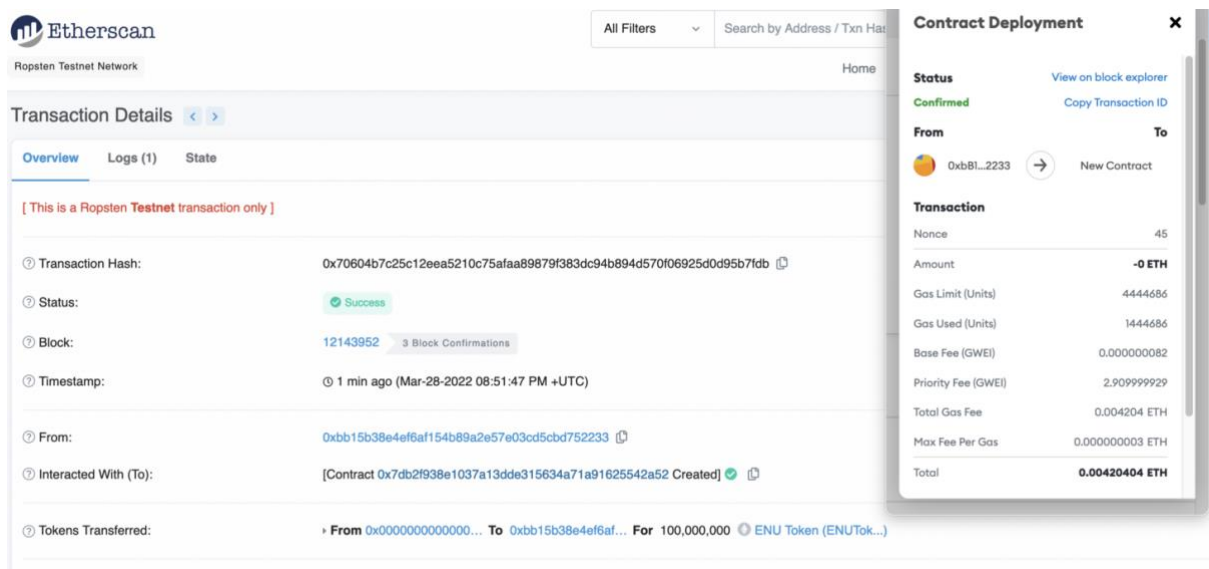 Etherscan
All Filters
Search by Address / Txn Has
Ropsten Testnet Network
Home
Transaction Details
Overview Logs (1) State
[ This is a Ropsten Testnet transaction only ]
Transaction Hash: 0x70604b7c25c12eea5210c75afaa89879f383dc94b894d570f06925d0d95b7fdb
Status: Success
Block: 12143952 3 Block Confirmations
Timestamp: 1 min ago (Mar-28-2022 08:51:47 PM +UTC)
From: 0xbb15b38e4ef6af154b89a2e57e03cd5cbd752233
Interacted With (To): [Contract 0x7db2f938e1037a13dde315634a71a91625542a52 Created]
Tokens Transferred: From 0x0000000000000... To 0xbb15b38e4ef6af... For 100,000,000 ENU Token (ENUTok...)
Contract Deployment
Status View on block explorer
Confirmed Copy Transaction ID
From To
0xbB1...2233 New Contract
Transaction
Nonce 45
Amount -0 ETH
Gas Limit (Units) 4444686
Gas Used (Units) 1444686
Base Fee (GWEI) 0.000000082
Priority Fee (GWEI) 2.909999929
Total Gas Fee 0.004204 ETH
Max Fee Per Gas 0.000000003 ETH
Total 0.00420404 ETH